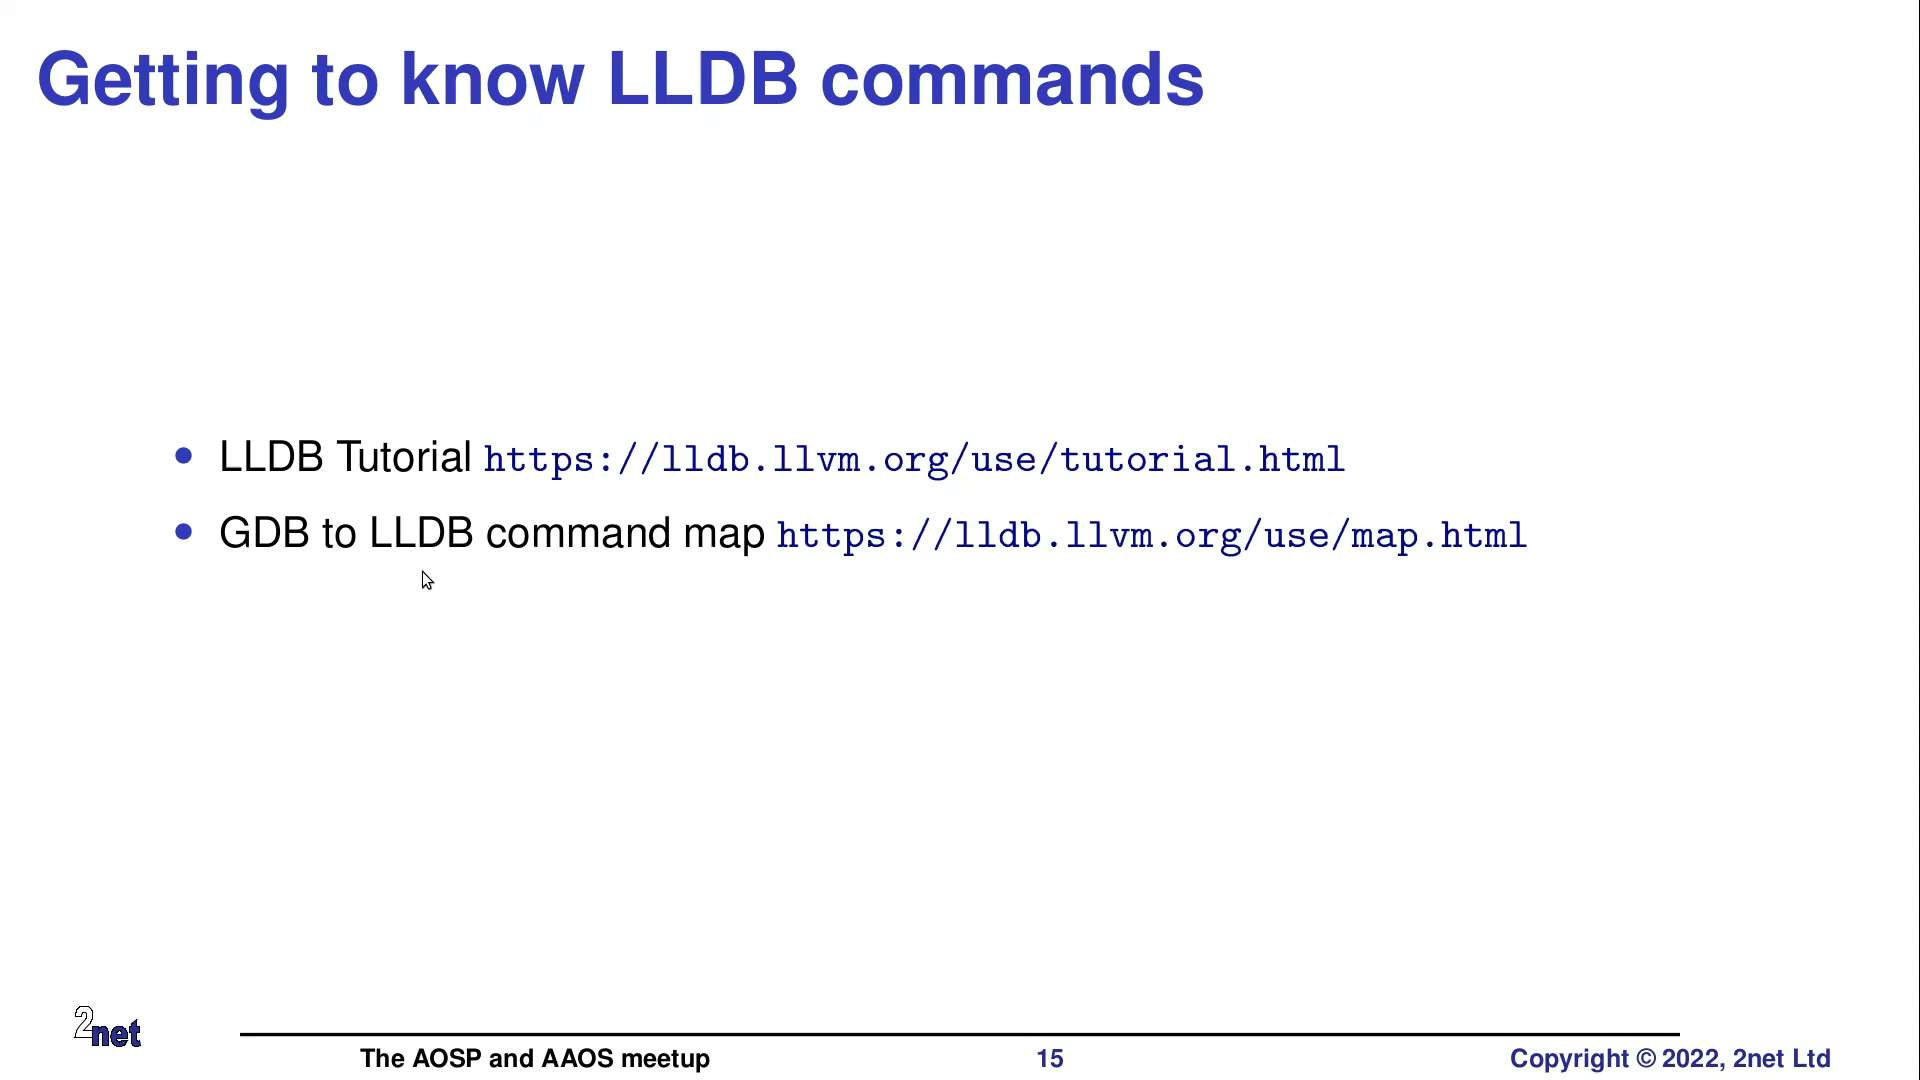 Getting to know LLDB commands
• LLDB Tutorial https://lldb.llvm.org/use/tutorial.html
• GDB to LLDB command map https://lldb.llvm.org/use/map.html
2net
The AOSP and AAOS meetup
15
Copyright © 2022, 2net Ltd